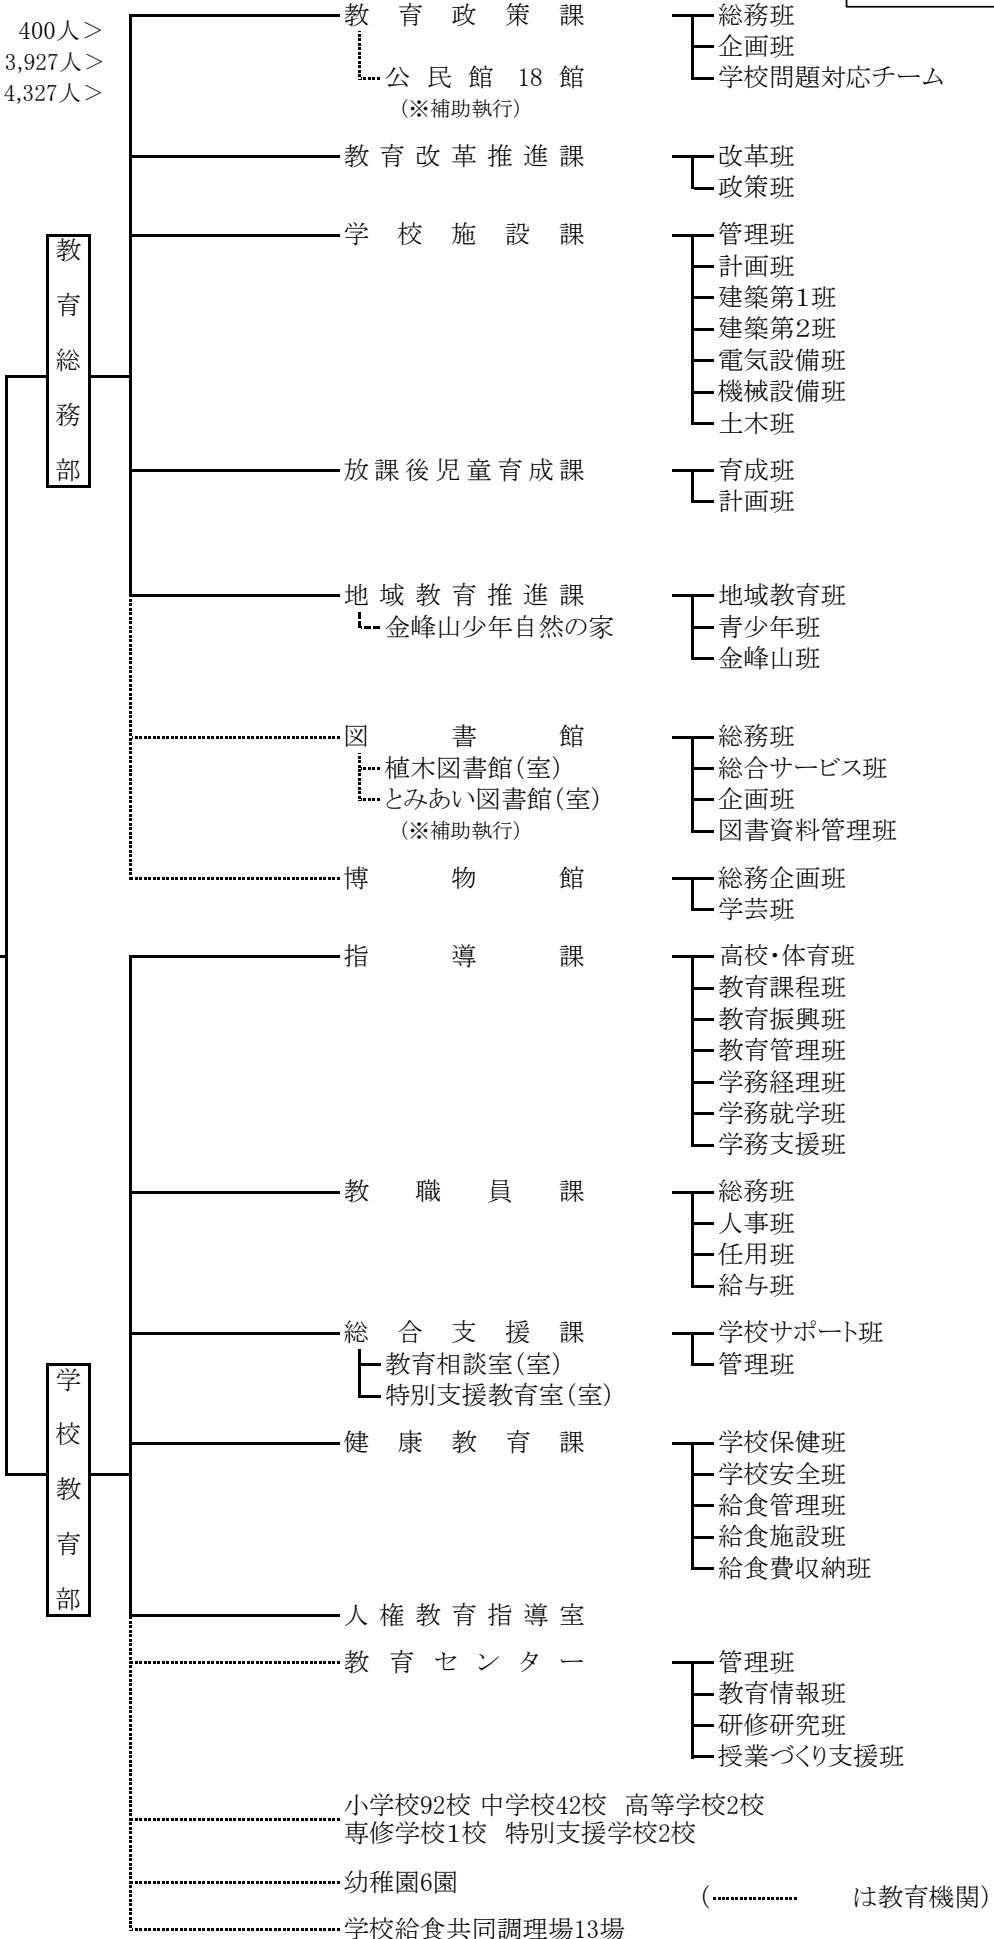 400人＞
3,927人＞
4,327人＞
教育政策課
総務班
企画班
公民館 18 館
学校問題対応チーム
（※補助執行）
教育改革推進課
改革班
政策班
教育総務部
学校施設課
管理班
計画班
建築第１班
建築第２班
電気設備班
機械設備班
土木班
放課後児童育成課
育成班
計画班
地域教育推進課
地域教育班
金峰山少年自然の家
青少年班
金峰山班
図書館
総務班
植木図書館（室）
総合サービス班
とみあい図書館（室）
企画班
（※補助執行）
図書資料管理班
博物館
総務企画班
学芸班
指導課
高校・体育班
教育課程班
教育振興班
教育管理班
学務経理班
学務就学班
学務支援班
教職員課
総務班
人事班
任用班
給与班
総合支援課
学校サポート班
教育相談室（室）
管理班
特別支援教育室（室）
学校教育部
健康教育課
学校保健班
学校安全班
給食管理班
給食施設班
給食費収納班
人権教育指導室
教育センター
管理班
教育情報班
研修研究班
授業づくり支援班
小学校92校 中学校42校　高等学校2校
専修学校１校　特別支援学校2校
幼稚園6園
（　　　は教育機関）
学校給食共同調理場13場